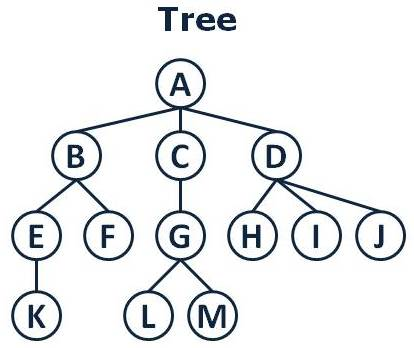 Tree
A
B C D
E F G H I J
K L M